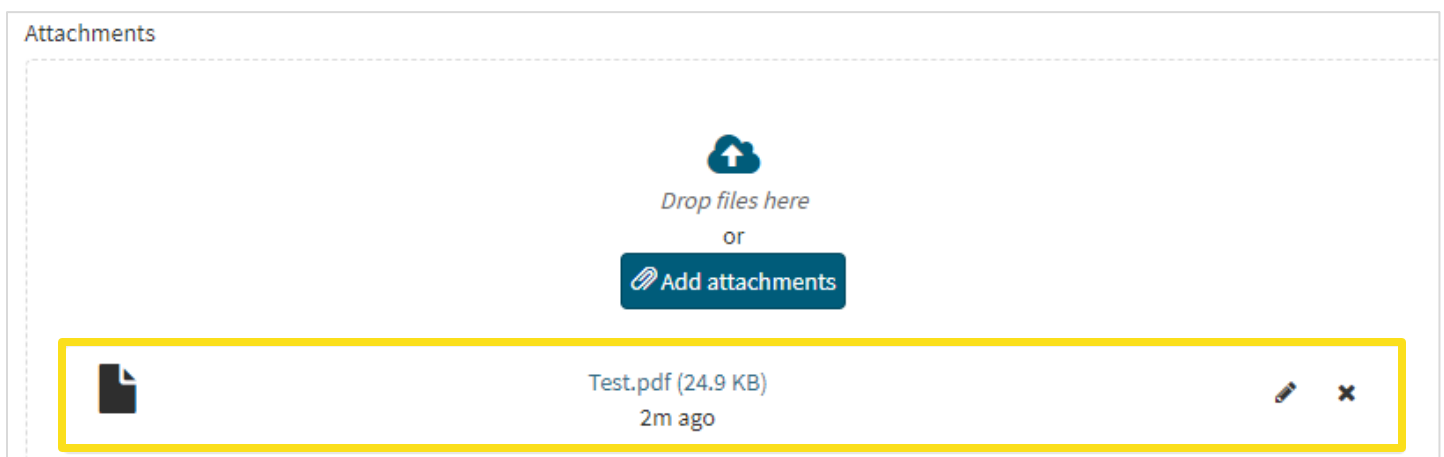 Attachments
Drop files here
or
Add attachments
Test.pdf (24.9 KB)
2m ago